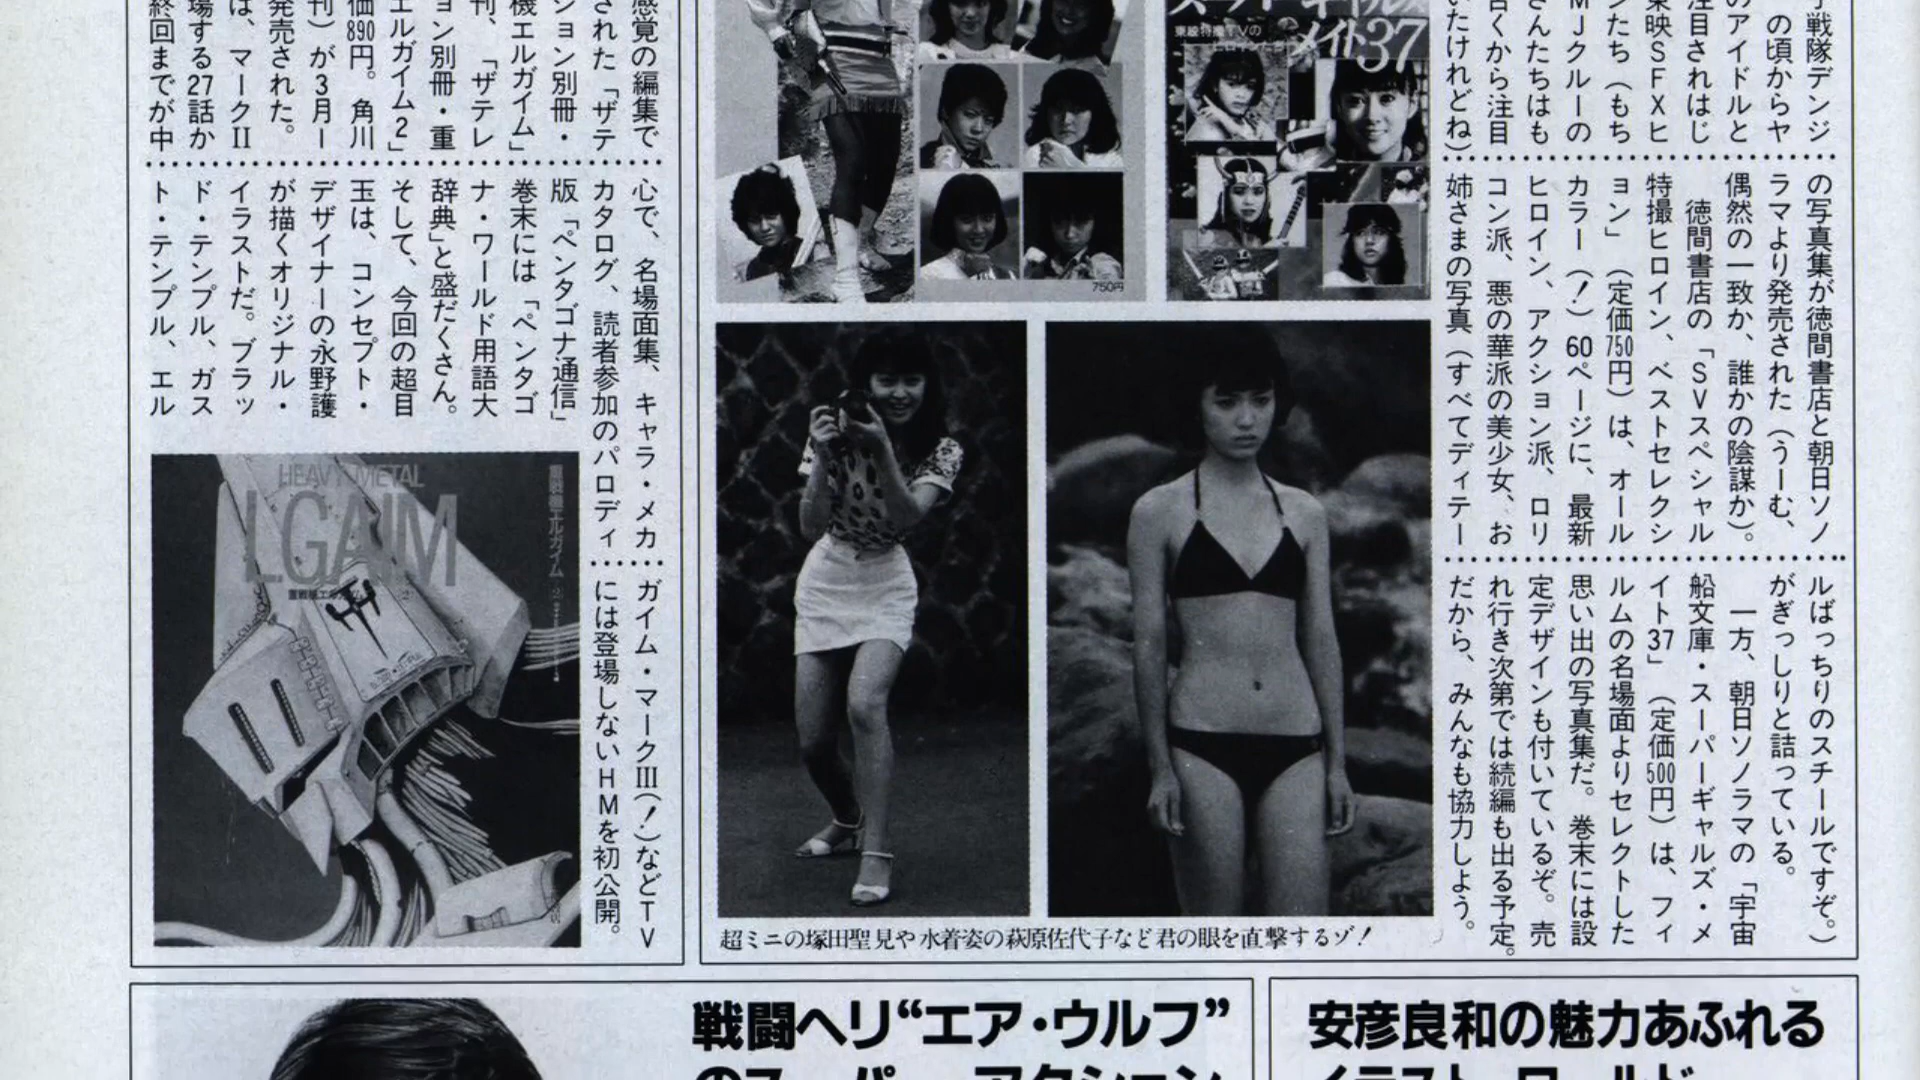 子戦隊デンジ
の頃からヤ
のアイドルと
注目されはじ
東映SFXヒ
ンたち（もち
MJクルーの
さんたちはも
古くから注目
いたけれどね）
の写真集が徳間書店と朝日ソノ
ラマより発売された（うーむ、
偶然の一致か、誰かの陰謀か）。
徳間書店の「SVスペシャル
特撮ヒロイン、ベストセレクシ
ョン」（定価750円）は、オール
カラー（！）60ページに、最新
ヒロイン、アクション派、ロリ
コン派、悪の華派の美少女、お
姉さまの写真（すべてディテー
ルばっちりのスチールですぞ。）
がぎっしりと詰っている。
一方、朝日ソノラマの「宇宙
船文庫・スーパーギャルズ・メ
イト37」（定価500円）は、フィ
ルムの名場面よりセレクトした
思い出の写真集だ。巻末には設
定デザインも付いているぞ。売
れ行き次第では続編も出る予定。
だから、みんなも協力しよう。
東映特撮TVの
ヒロインたち
メイト37
750円
超ミニの塚田聖見や水着姿の萩原佐代子など君の眼を直撃するゾ！
感覚の編集で
された「ザテ
ション別冊・
機エルガイム」
刊、「ザテレ
ョン別冊・重
エルガイム2」
価890円。角川
刊）が3月一
発売された。
は、マークII
場する27話か
終回までが中
心で、名場面集、キャラ・メカ
カタログ、読者参加のパロディ
版「ペンタゴナ通信」
巻末には「ペンタゴ
ナ・ワールド用語大
辞典」と盛だくさん。
そして、今回の超目
玉は、コンセプト・
デザイナーの永野護
が描くオリジナル・
イラストだ。ブラッ
ド・テンプル、ガス
ト・テンプル、エル
ガイム・マークIII（！）などTV
には登場しないHMを初公開。
HEAVY METAL
L.GAIM
重戦機エルガイム
2
戦闘ヘリ“エア・ウルフ”
安彦良和の魅力あふれる